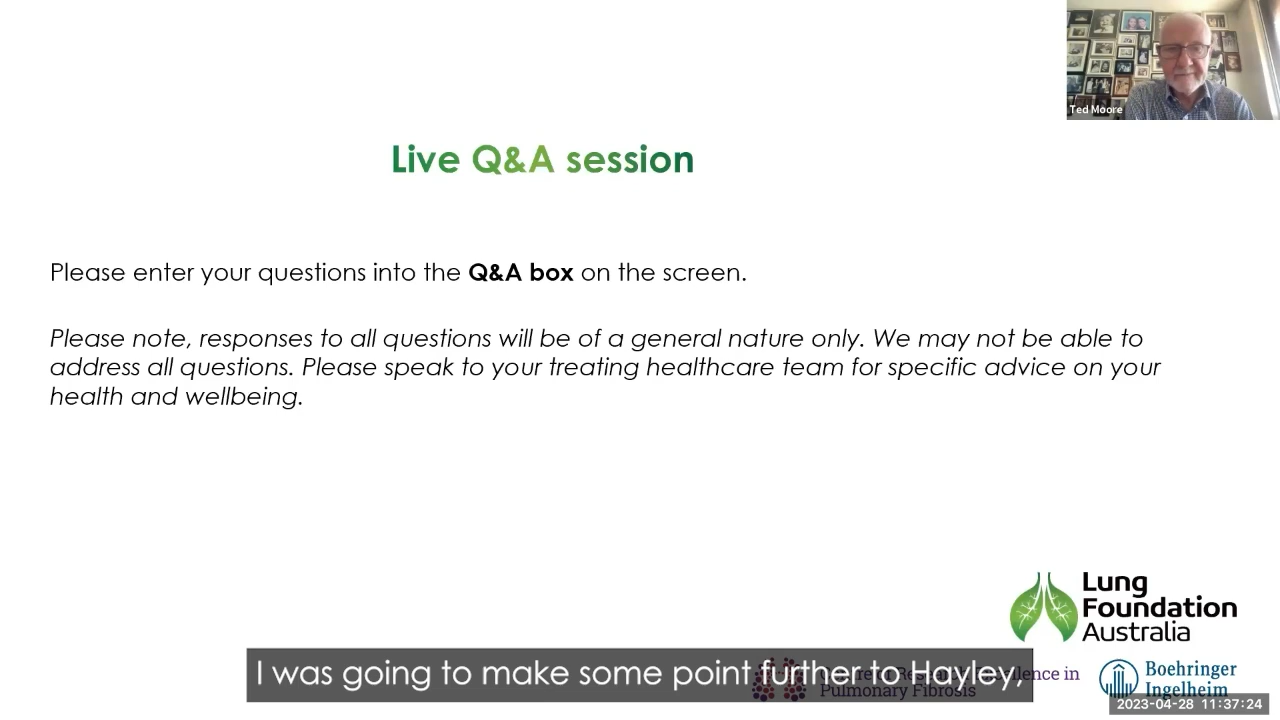 Ted Moore
Live Q&A session
Please enter your questions into the Q&A box on the screen.
Please note, responses to all questions will be of a general nature only. We may not be able to
address all questions. Please speak to your treating healthcare team for specific advice on your
health and wellbeing.
Lung
Foundation
Australia
I was going to make some point further to Hayley,
Pulmonary Fibrosis
Boehringer
Ingelheim
2023-04-28 11:37:24